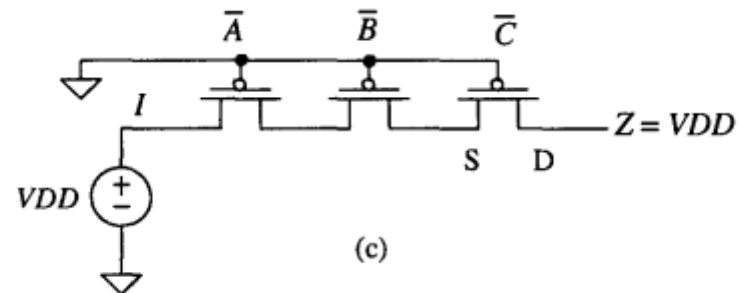 A̅ B̅ C̅
I
Z = VDD
S D
VDD
+
−
(c)